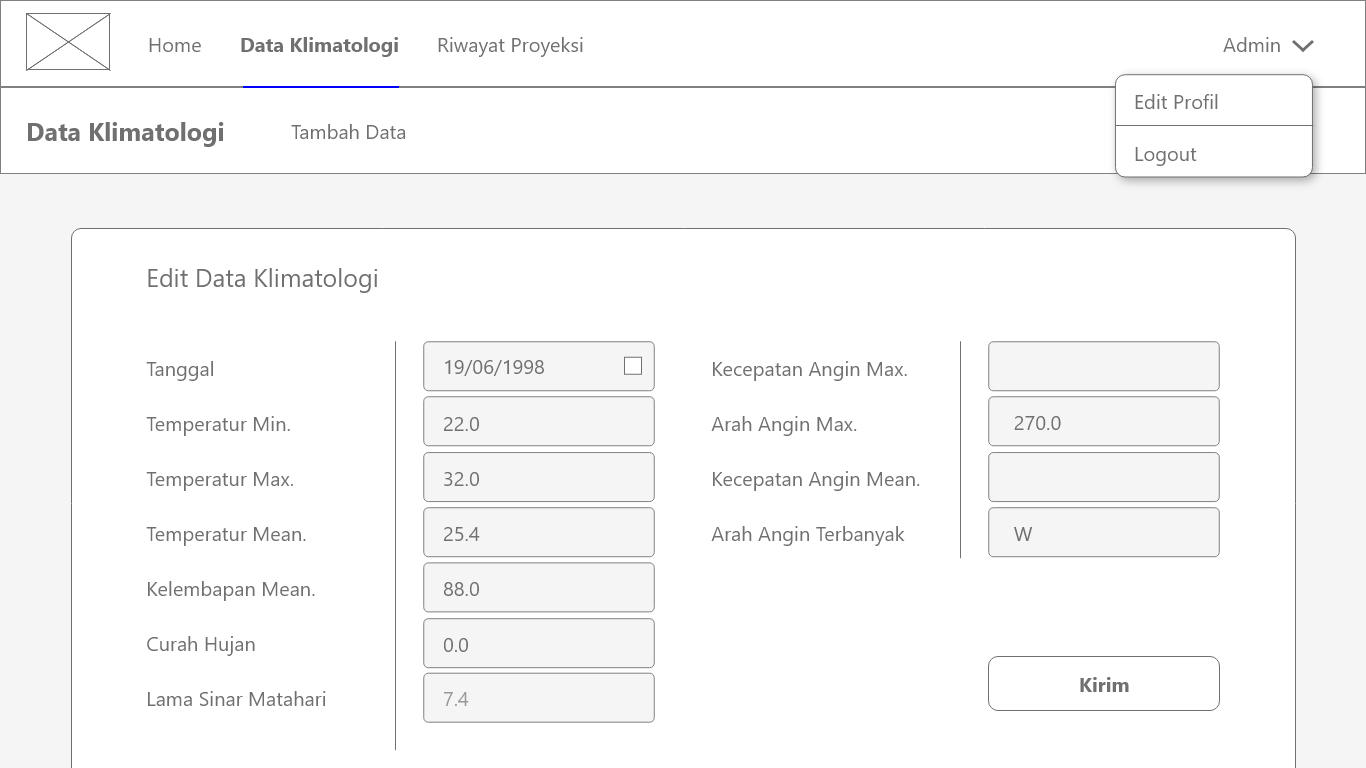 Home
Data Klimatologi
Riwayat Proyeksi
Admin
Edit Profil
Logout
Data Klimatologi
Tambah Data
Edit Data Klimatologi
Tanggal
19/06/1998
Temperatur Min.
22.0
Temperatur Max.
32.0
Temperatur Mean.
25.4
Kelembapan Mean.
88.0
Curah Hujan
0.0
Lama Sinar Matahari
7.4
Kecepatan Angin Max.
Arah Angin Max.
270.0
Kecepatan Angin Mean.
Arah Angin Terbanyak
W
Kirim